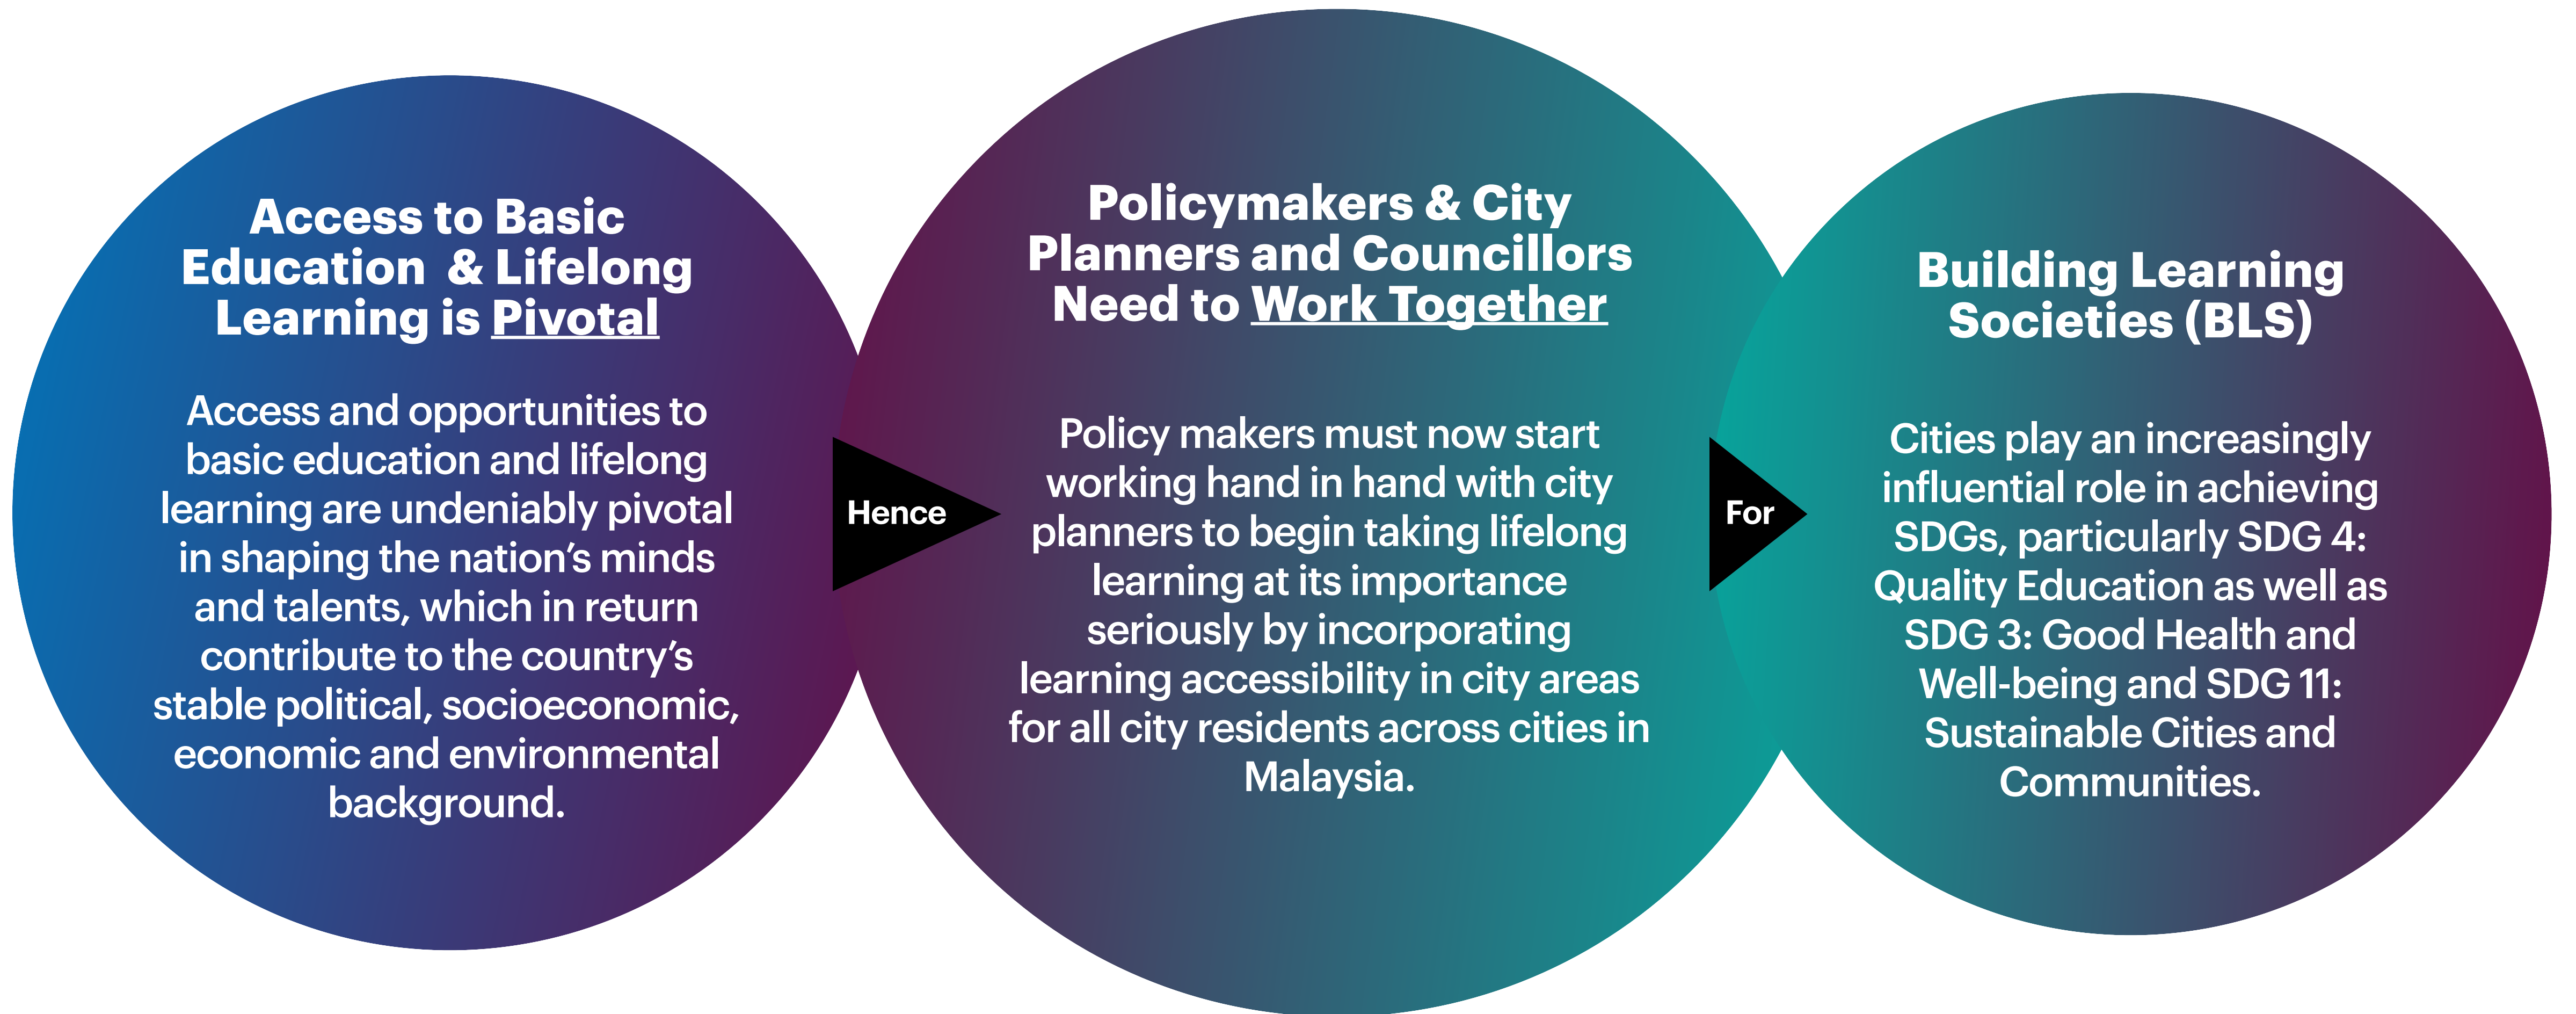 Access to Basic
Education & Lifelong
Learning is Pivotal
Access and opportunities to
basic education and lifelong
learning are undeniably pivotal
in shaping the nation’s minds
and talents, which in return
contribute to the country’s
stable political, socioeconomic,
economic and environmental
background.
Hence
Policymakers & City
Planners and Councillors
Need to Work Together
Policy makers must now start
working hand in hand with city
planners to begin taking lifelong
learning at its importance
seriously by incorporating
learning accessibility in city areas
for all city residents across cities in
Malaysia.
For
Building Learning
Societies (BLS)
Cities play an increasingly
influential role in achieving
SDGs, particularly SDG 4:
Quality Education as well as
SDG 3: Good Health and
Well-being and SDG 11:
Sustainable Cities and
Communities.